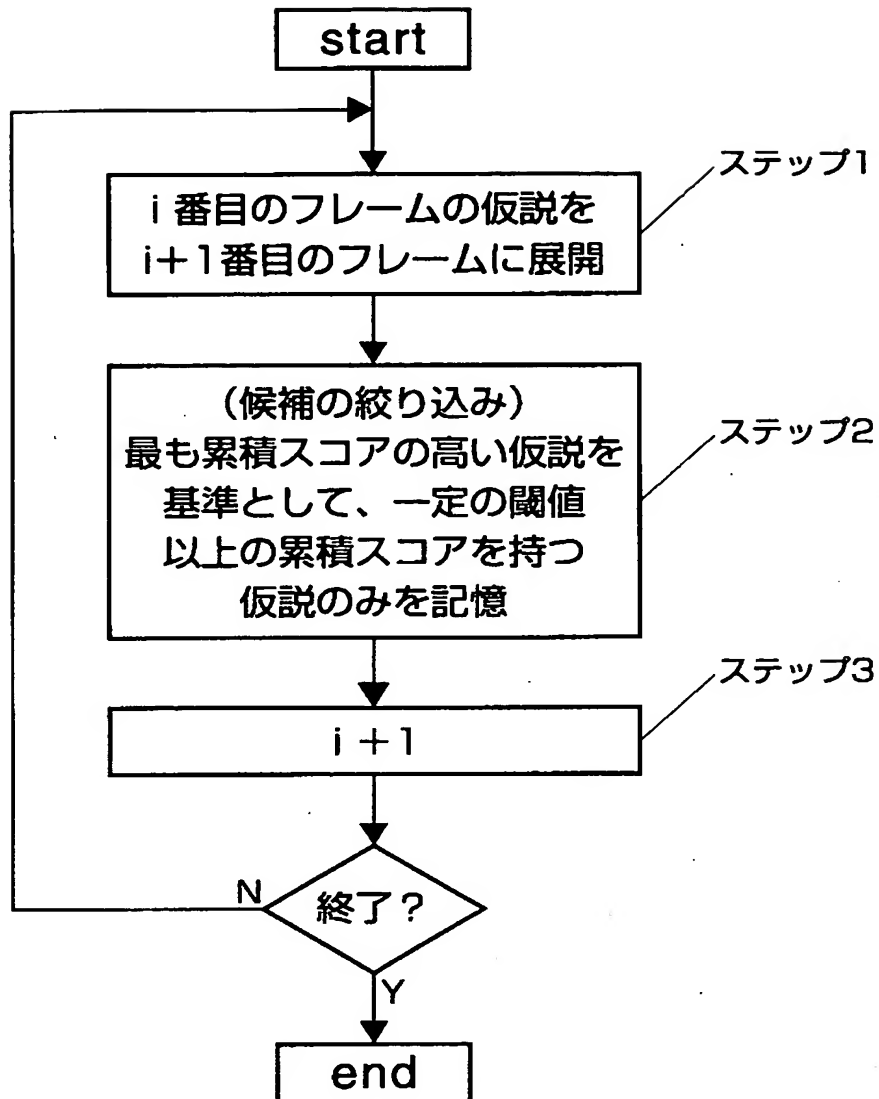 start
ステップ1
i 番目のフレームの仮説を
i+1番目のフレームに展開
(候補の絞り込み)
最も累積スコアの高い仮説を
基準として、一定の閾値
以上の累積スコアを持つ
仮説のみを記憶
ステップ2
ステップ3
i +1
終了?
N
Y
end